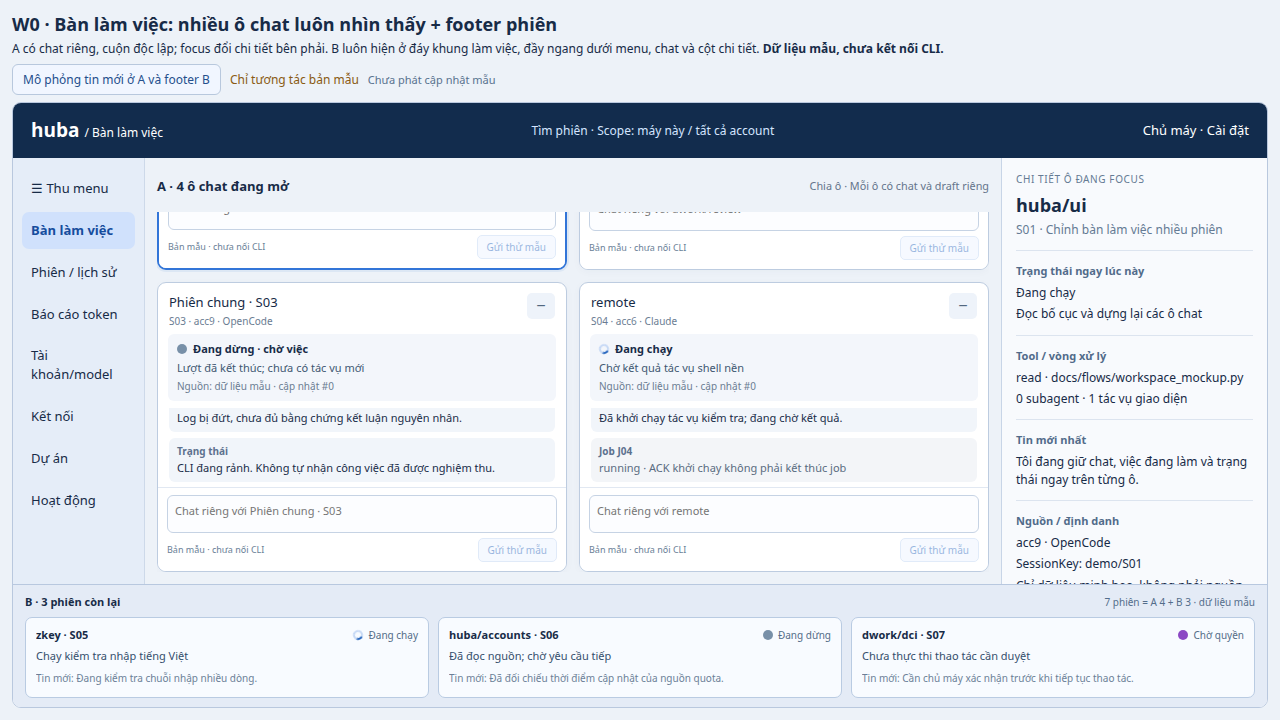 W0 · Bàn làm việc: nhiều ô chat luôn nhìn thấy + footer phiên
A có chat riêng, cuộn độc lập; focus đổi chi tiết bên phải. B luôn hiện ở đáy khung làm việc, đầy ngang dưới menu, chat và cột chi tiết. Dữ liệu mẫu, chưa kết nối CLI.
Mô phỏng tin mới ở A và footer B
Chỉ tương tác bản mẫu
Chưa phát cập nhật mẫu
huba / Bàn làm việc
Tìm phiên · Scope: máy này / tất cả account
Chủ máy · Cài đặt
☰ Thu menu
Bàn làm việc
Phiên / lịch sử
Báo cáo token
Tài
khoản/model
Kết nối
Dự án
Hoạt động
A · 4 ô chat đang mở
Chia ô · Mỗi ô có chat và draft riêng
Bản mẫu · chưa nối CLI
Gửi thử mẫu
Bản mẫu · chưa nối CLI
Gửi thử mẫu
Phiên chung · S03
–
S03 · acc9 · OpenCode
Đang dừng · chờ việc
Lượt đã kết thúc; chưa có tác vụ mới
Nguồn: dữ liệu mẫu · cập nhật #0
Log bị đứt, chưa đủ bằng chứng kết luận nguyên nhân.
Trạng thái
CLI đang rảnh. Không tự nhận công việc đã được nghiệm thu.
Chat riêng với Phiên chung · S03
Bản mẫu · chưa nối CLI
Gửi thử mẫu
remote
–
S04 · acc6 · Claude
Đang chạy
Chờ kết quả tác vụ shell nền
Nguồn: dữ liệu mẫu · cập nhật #0
Đã khởi chạy tác vụ kiểm tra; đang chờ kết quả.
Job J04
running · ACK khởi chạy không phải kết thúc job
Chat riêng với remote
Bản mẫu · chưa nối CLI
Gửi thử mẫu
CHI TIẾT Ô ĐANG FOCUS
huba/ui
S01 · Chỉnh bàn làm việc nhiều phiên
Trạng thái ngay lúc này
Đang chạy
Đọc bố cục và dựng lại các ô chat
Tool / vòng xử lý
read · docs/flows/workspace_mockup.py
0 subagent · 1 tác vụ giao diện
Tin mới nhất
Tôi đang giữ chat, việc đang làm và trạng
thái ngay trên từng ô.
Nguồn / định danh
acc9 · OpenCode
SessionKey: demo/S01
B · 3 phiên còn lại
7 phiên = A 4 + B 3 · dữ liệu mẫu
zkey · S05
Đang chạy
Chạy kiểm tra nhập tiếng Việt
Tin mới: Đang kiểm tra chuỗi nhập nhiều dòng.
huba/accounts · S06
Đang dừng
Đã đọc nguồn; chờ yêu cầu tiếp
Tin mới: Đã đối chiếu thời điểm cập nhật của nguồn quota.
dwork/dci · S07
Chờ quyền
Chưa thực thi thao tác cần duyệt
Tin mới: Cần chủ máy xác nhận trước khi tiếp tục thao tác.